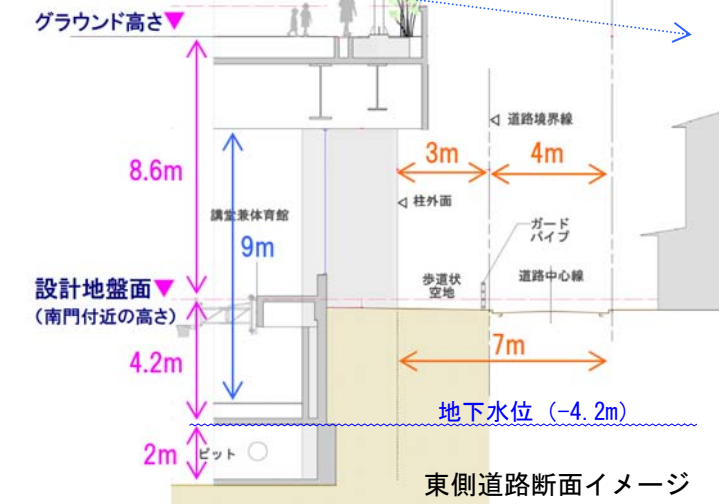 グラウンド高さ▼
◁ 道路境界線
3m
4m
8.6m
◁ 柱外面
講堂兼体育館
ガード
パイプ
9m
設計地盤面▼
(南門付近の高さ)
歩道状
空地
道路中心線
7m
4.2m
地下水位 (-4.2m)
2m
ピット
東側道路断面イメージ